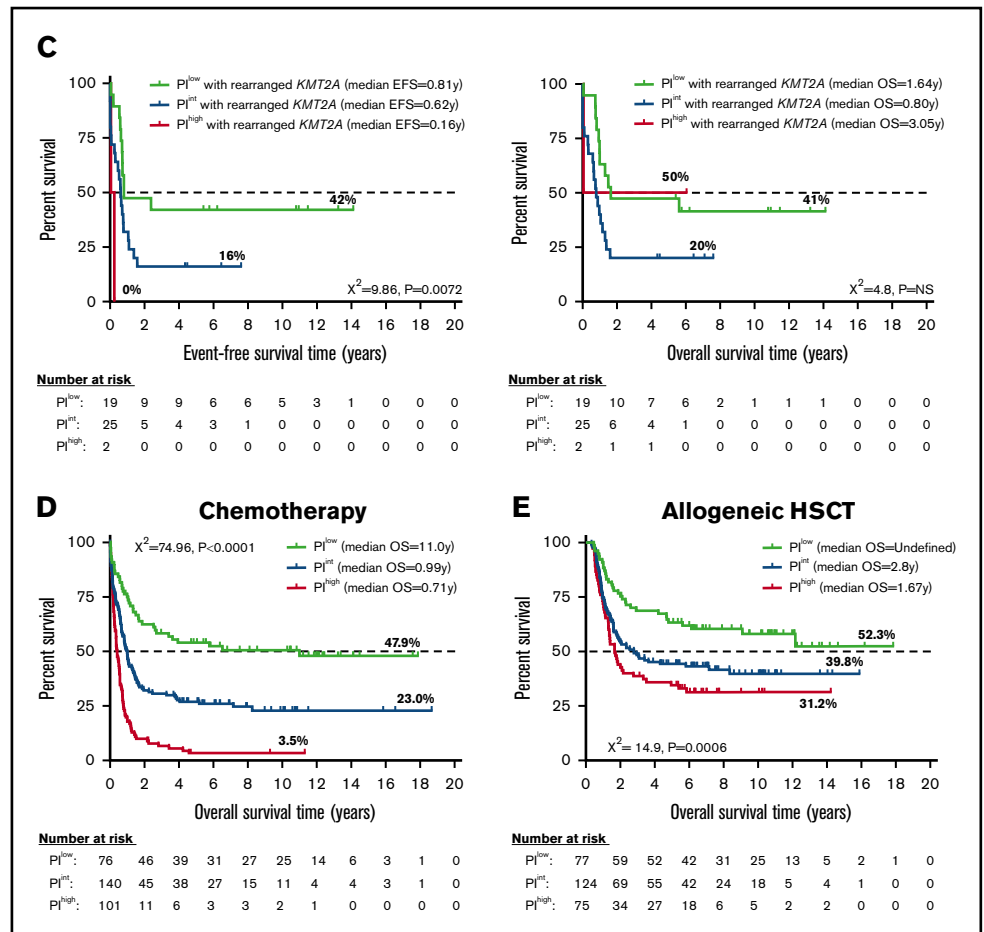 C
100
75
50
25
0
Percent survival
PI^low with rearranged KMT2A (median EFS=0.81y)
PI^int with rearranged KMT2A (median EFS=0.62y)
PI^high with rearranged KMT2A (median EFS=0.16y)
42%
16%
0%
X²=9.86, P=0.0072
0 2 4 6 8 10 12 14 16 18 20
Event-free survival time (years)
Number at risk
PI^low: 19 9 9 6 6 5 3 1 0 0 0
PI^int: 25 5 4 3 1 0 0 0 0 0 0
PI^high: 2 0 0 0 0 0 0 0 0 0 0
100
75
50
25
0
Percent survival
PI^low with rearranged KMT2A (median OS=1.64y)
PI^int with rearranged KMT2A (median OS=0.80y)
PI^high with rearranged KMT2A (median OS=3.05y)
50%
41%
20%
X²=4.8, P=NS
0 2 4 6 8 10 12 14 16 18 20
Overall survival time (years)
Number at risk
PI^low: 19 10 7 6 2 1 1 1 0 0 0
PI^int: 25 6 4 1 0 0 0 0 0 0 0
PI^high: 2 1 1 0 0 0 0 0 0 0 0
D
Chemotherapy
100
75
50
25
0
Percent survival
X²=74.96, P<0.0001
PI^low (median OS=11.0y)
PI^int (median OS=0.99y)
PI^high (median OS=0.71y)
47.9%
23.0%
3.5%
0 2 4 6 8 10 12 14 16 18 20
Overall survival time (years)
Number at risk
PI^low: 76 46 39 31 27 25 14 6 3 1 0
PI^int: 140 45 38 27 15 11 4 4 3 1 0
PI^high: 101 11 6 3 3 2 1 0 0 0 0
E
Allogeneic HSCT
100
75
50
25
0
Percent survival
PI^low (median OS=Undefined)
PI^int (median OS=2.8y)
PI^high (median OS=1.67y)
52.3%
39.8%
31.2%
X²= 14.9, P=0.0006
0 2 4 6 8 10 12 14 16 18 20
Overall survival time (years)
Number at risk
PI^low: 77 59 52 42 31 25 13 5 2 1 0
PI^int: 124 69 55 42 24 18 5 4 1 0 0
PI^high: 75 34 27 18 6 5 2 2 0 0 0